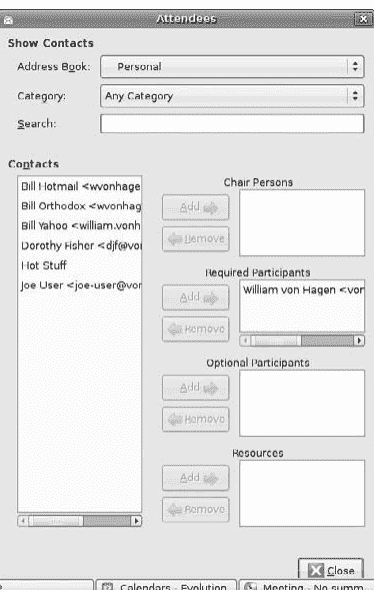 Attendees
Show Contacts
Address Book: Personal
Category: Any Category
Search:
Contacts
Bill Hotmail <wvonhage
Bill Orthodox <wvonhag
Bill Yahoo <william.vonh
Dorothy Fisher <djf@vor
Hot Stuff
Joe User <joe-user@vor
Chair Persons
Add
Remove
Required Participants
Add
William von Hagen <vor
Remove
Optional Participants
Add
Remove
Resources
Add
Remove
Close
Calendars - Evolution
Meeting - No summ...